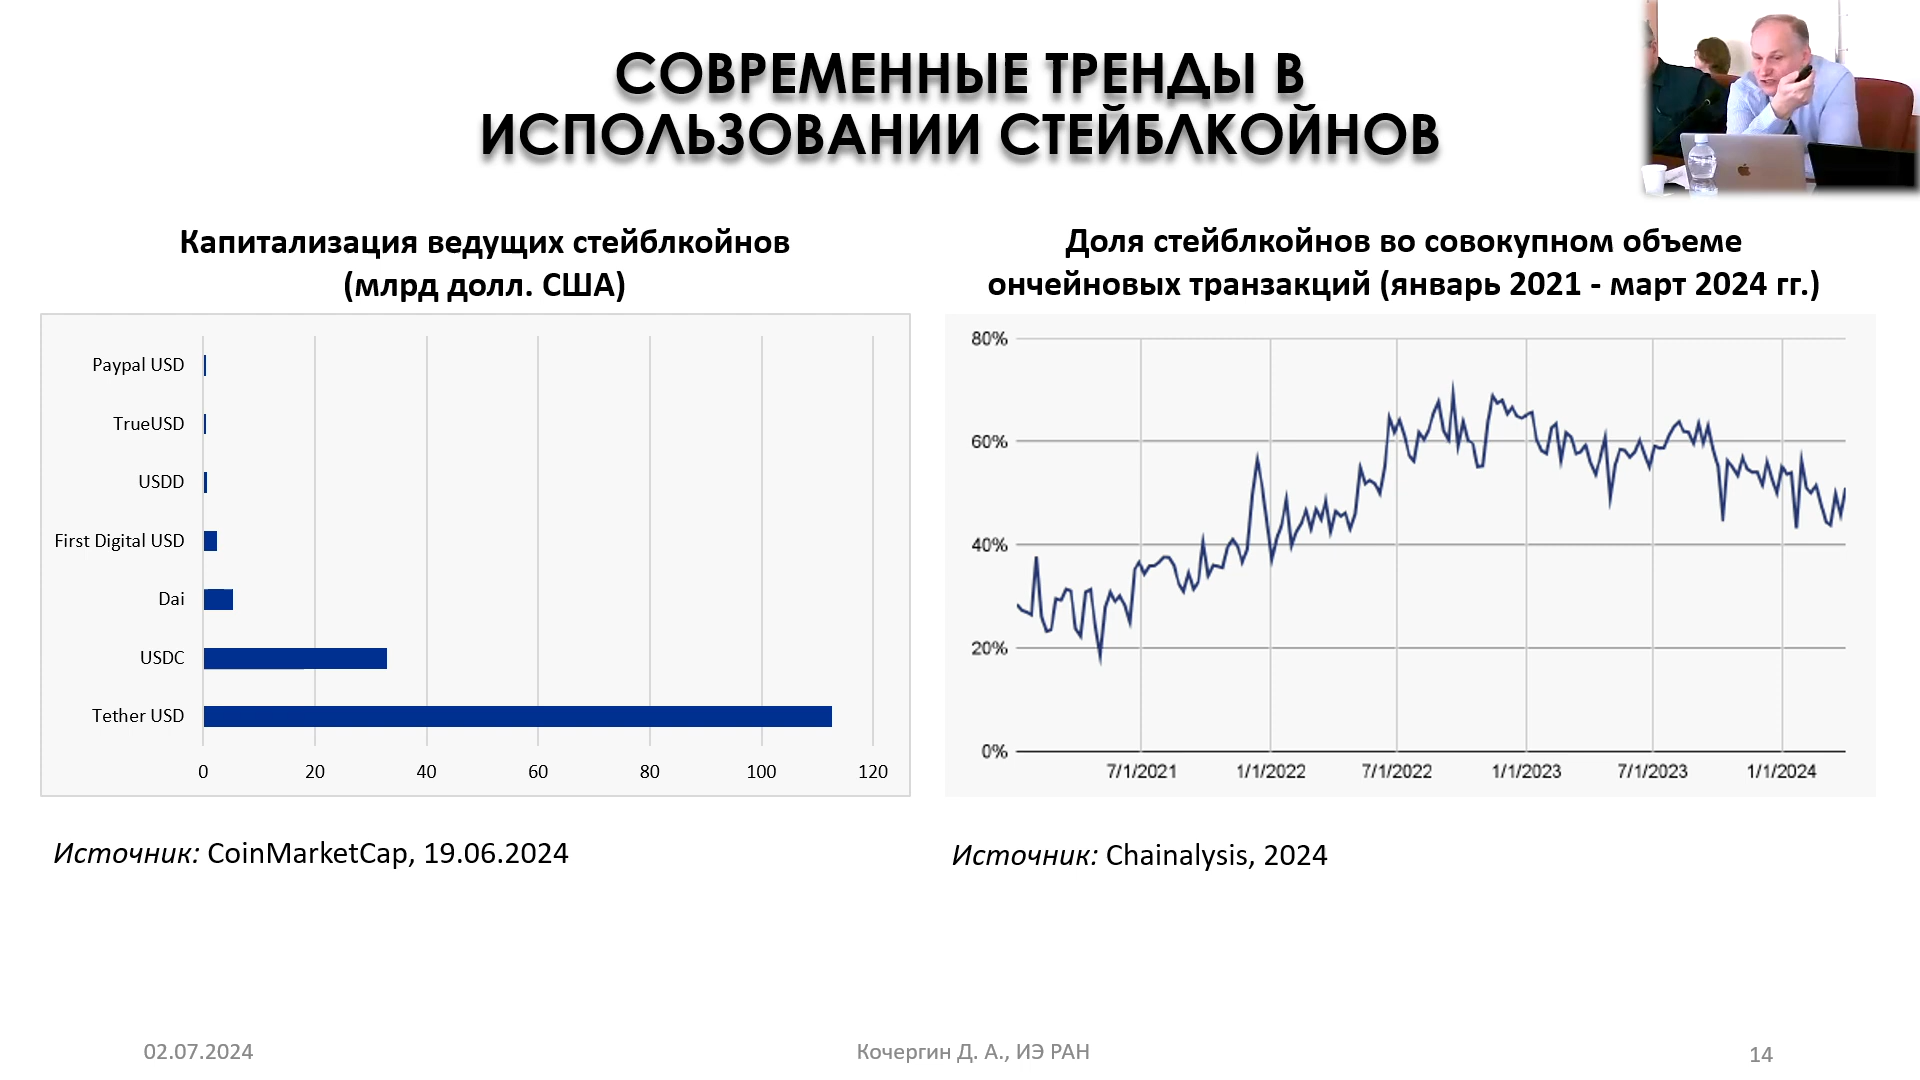 СОВРЕМЕННЫЕ ТРЕНДЫ В
ИСПОЛЬЗОВАНИИ СТЕЙБЛКОЙНОВ
Капитализация ведущих стейблкойнов
(млрд долл. США)
Paypal USD
TrueUSD
USDD
First Digital USD
Dai
USDC
Tether USD
0 20 40 60 80 100 120
Источник: CoinMarketCap, 19.06.2024
Доля стейблкойнов во совокупном объеме
ончейновых транзакций (январь 2021 - март 2024 гг.)
80%
60%
40%
20%
0%
7/1/2021 1/1/2022 7/1/2022 1/1/2023 7/1/2023 1/1/2024
Источник: Chainalysis, 2024
02.07.2024
Кочергин Д. А., ИЭ РАН
14